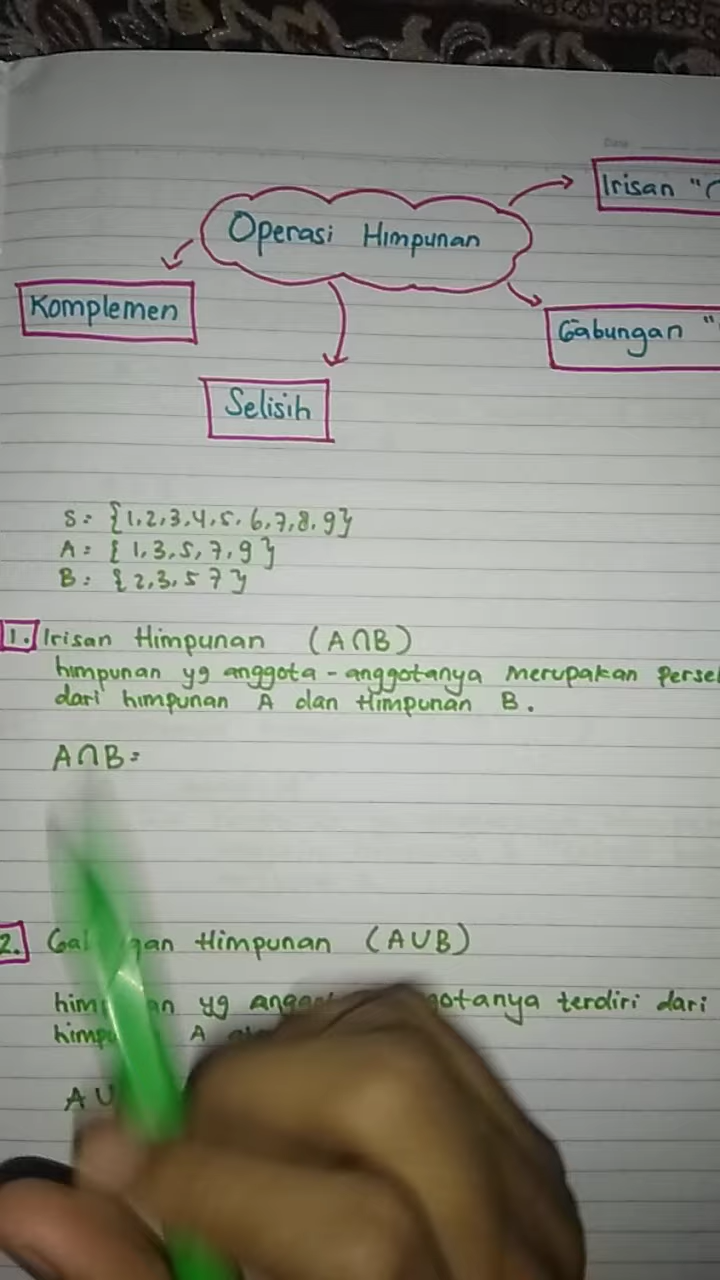 Date
Irisan "∩
Operasi Himpunan
Komplemen
Gabungan "
Selisih
S = {1,2,3,4,5,6,7,8,9}
A = {1,3,5,7,9}
B = {2,3,5 7}
1. Irisan Himpunan (A∩B)
himpunan yg anggota-anggotanya merupakan
dari himpunan A dan Himpunan B.
A∩B =
2. Himpunan (A∪B)
yg terdiri dari
A
A∪